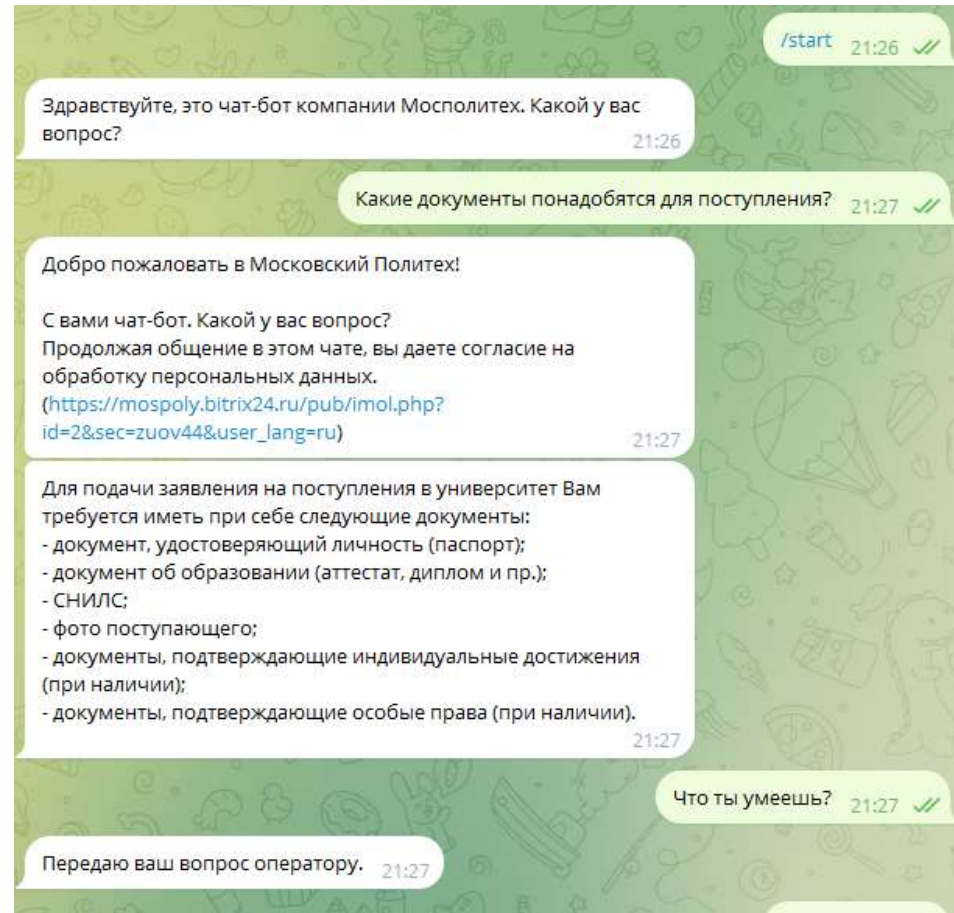 /start 21:26
Здравствуйте, это чат-бот компании Мосполитех. Какой у вас
вопрос?
21:26
Какие документы понадобятся для поступления? 21:27
Добро пожаловать в Московский Политех!
С вами чат-бот. Какой у вас вопрос?
Продолжая общение в этом чате, вы даете согласие на
обработку персональных данных.
(https://mospoly.bitrix24.ru/pub/imol.php?
id=2&sec=zuov44&user_lang=ru)
21:27
Для подачи заявления на поступления в университет Вам
требуется иметь при себе следующие документы:
- документ, удостоверяющий личность (паспорт);
- документ об образовании (аттестат, диплом и пр.);
- СНИЛС;
- фото поступающего;
- документы, подтверждающие индивидуальные достижения
(при наличии);
- документы, подтверждающие особые права (при наличии).
21:27
Что ты умеешь? 21:27
Передаю ваш вопрос оператору. 21:27